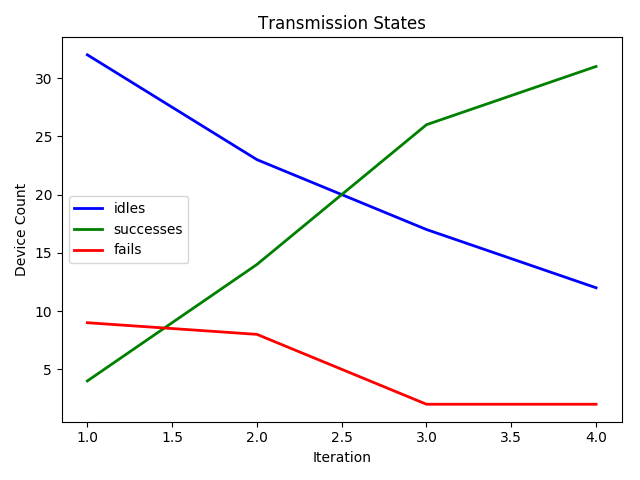 Transmission States
Device Count
30
25
20
15
10
5
idles
successes
fails
1.0 1.5 2.0 2.5 3.0 3.5 4.0
Iteration